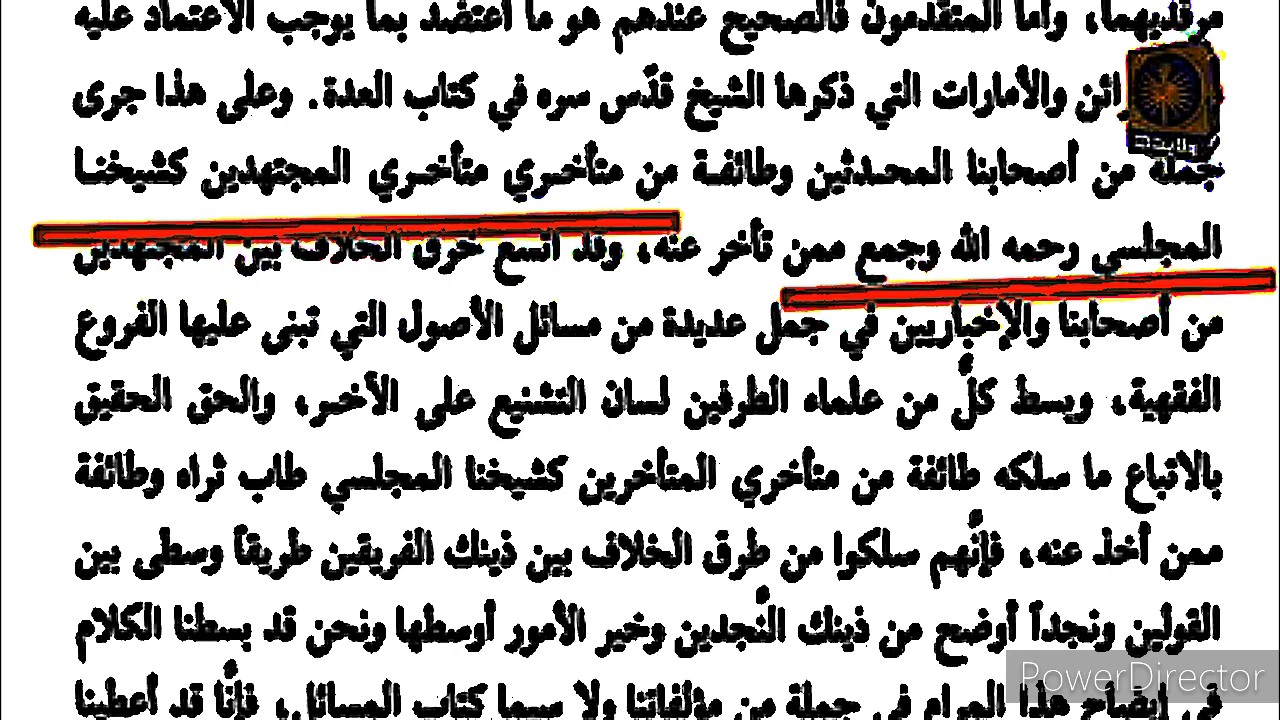 مرقديهما، وأما المتقدمون فالصحيح عندهم هو ما اعتضد بما يوجب الاعتماد عليه
رائن والأمارات التي ذكرها الشيخ قدّس سره في كتاب العدة. وعلى هذا جرى
جملة من أصحابنا المحدثين وطائفة من متأخري متأخري المجتهدين كشيخنا
المجلسي رحمه الله وجمع ممن تأخر عنه، وقد اتسع خرق الخلاف بين المجتهدين
من أصحابنا والإخباريين في جمل عديدة من مسائل الأصول التي تبنى عليها الفروع
الفقهية، وبسط كلّ من علماء الطرفين لسان التشنيع على الأخر، والحق الحقيق
بالاتباع ما سلكه طائفة من متأخري المتأخرين كشيخنا المجلسي طاب ثراه وطائفة
ممن أخذ عنه، فإنّهم سلكوا من طرق الخلاف بين ذينك الفريقين طريقاً وسطى بين
القولين ونجداً أوضح من ذينك النّجدين وخير الأمور أوسطها ونحن قد بسطنا الكلام
في إيضاح هذا المرام في جملة من مؤلفاتنا ولا سيما كتاب المسائل، فإنّا قد أعطينا
PowerDirector